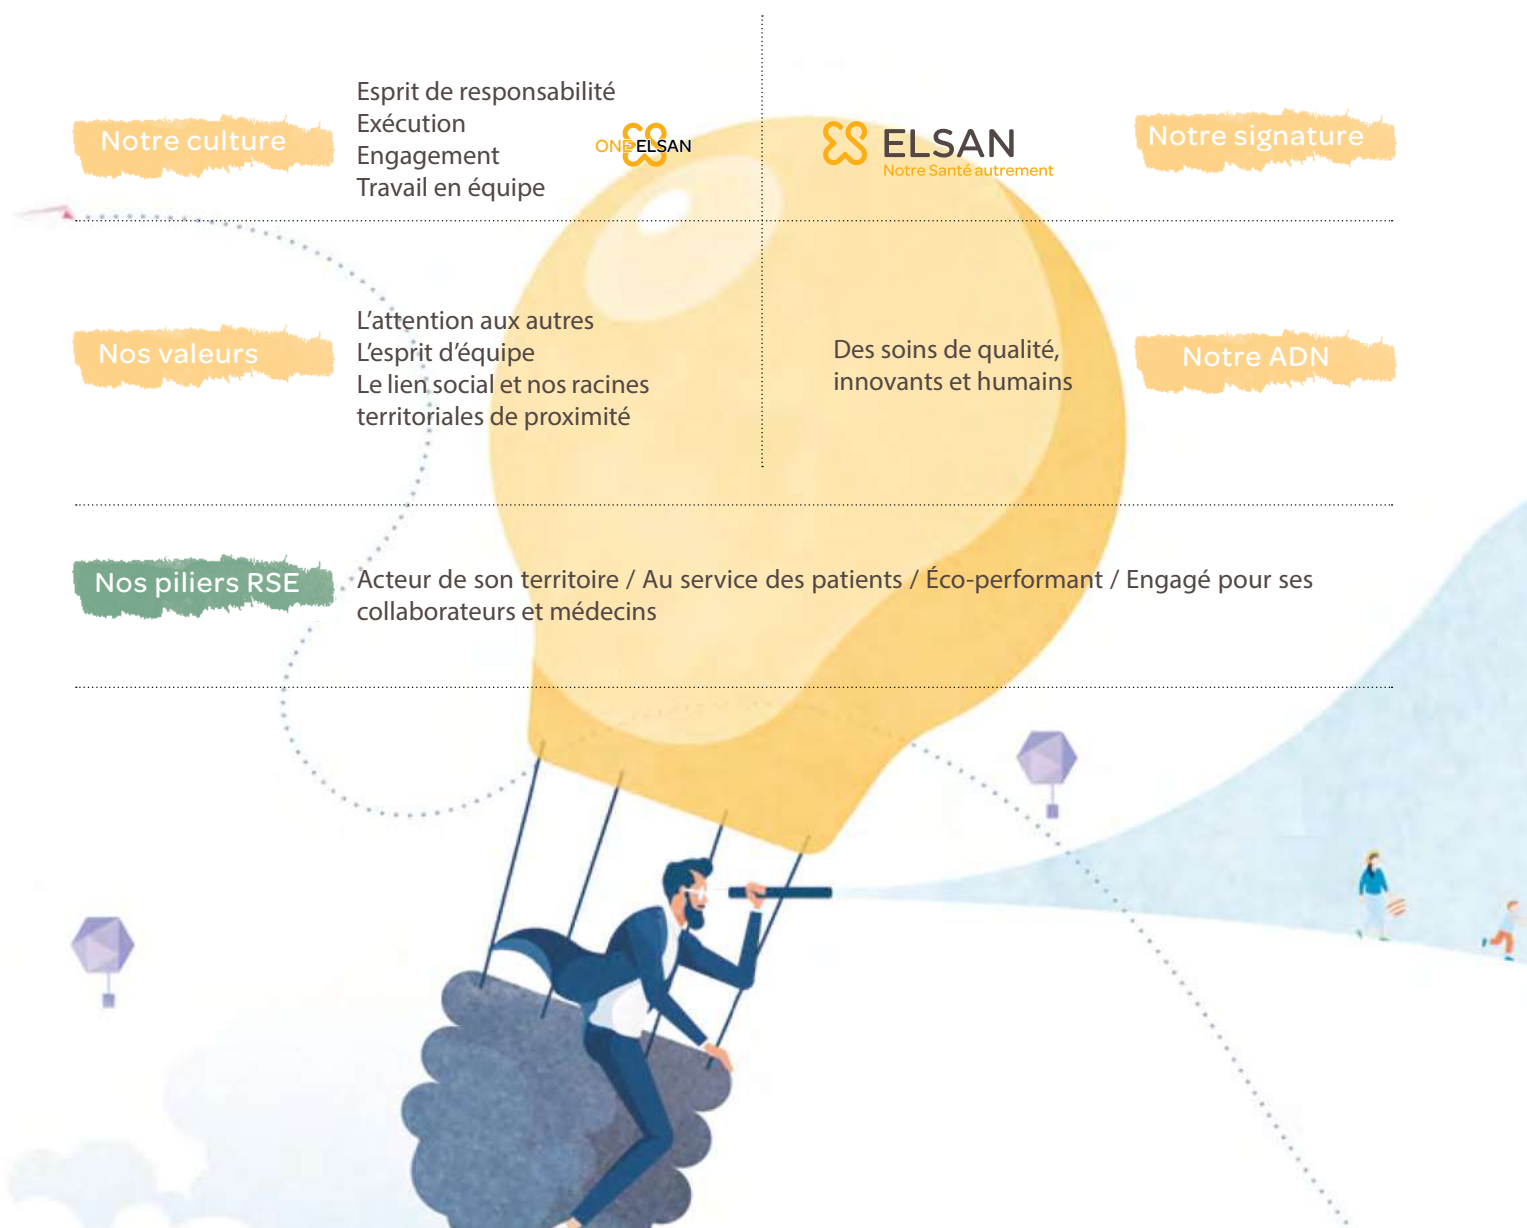 Notre culture
Esprit de responsabilité
Exécution
Engagement
Travail en équipe
ONE ELSAN
ELSAN
Notre Santé autrement
Notre signature
Nos valeurs
L’attention aux autres
L’esprit d’équipe
Le lien social et nos racines
territoriales de proximité
Des soins de qualité,
innovants et humains
Notre ADN
Nos piliers RSE
Acteur de son territoire / Au service des patients / Éco-performant / Engagé pour ses
collaborateurs et médecins